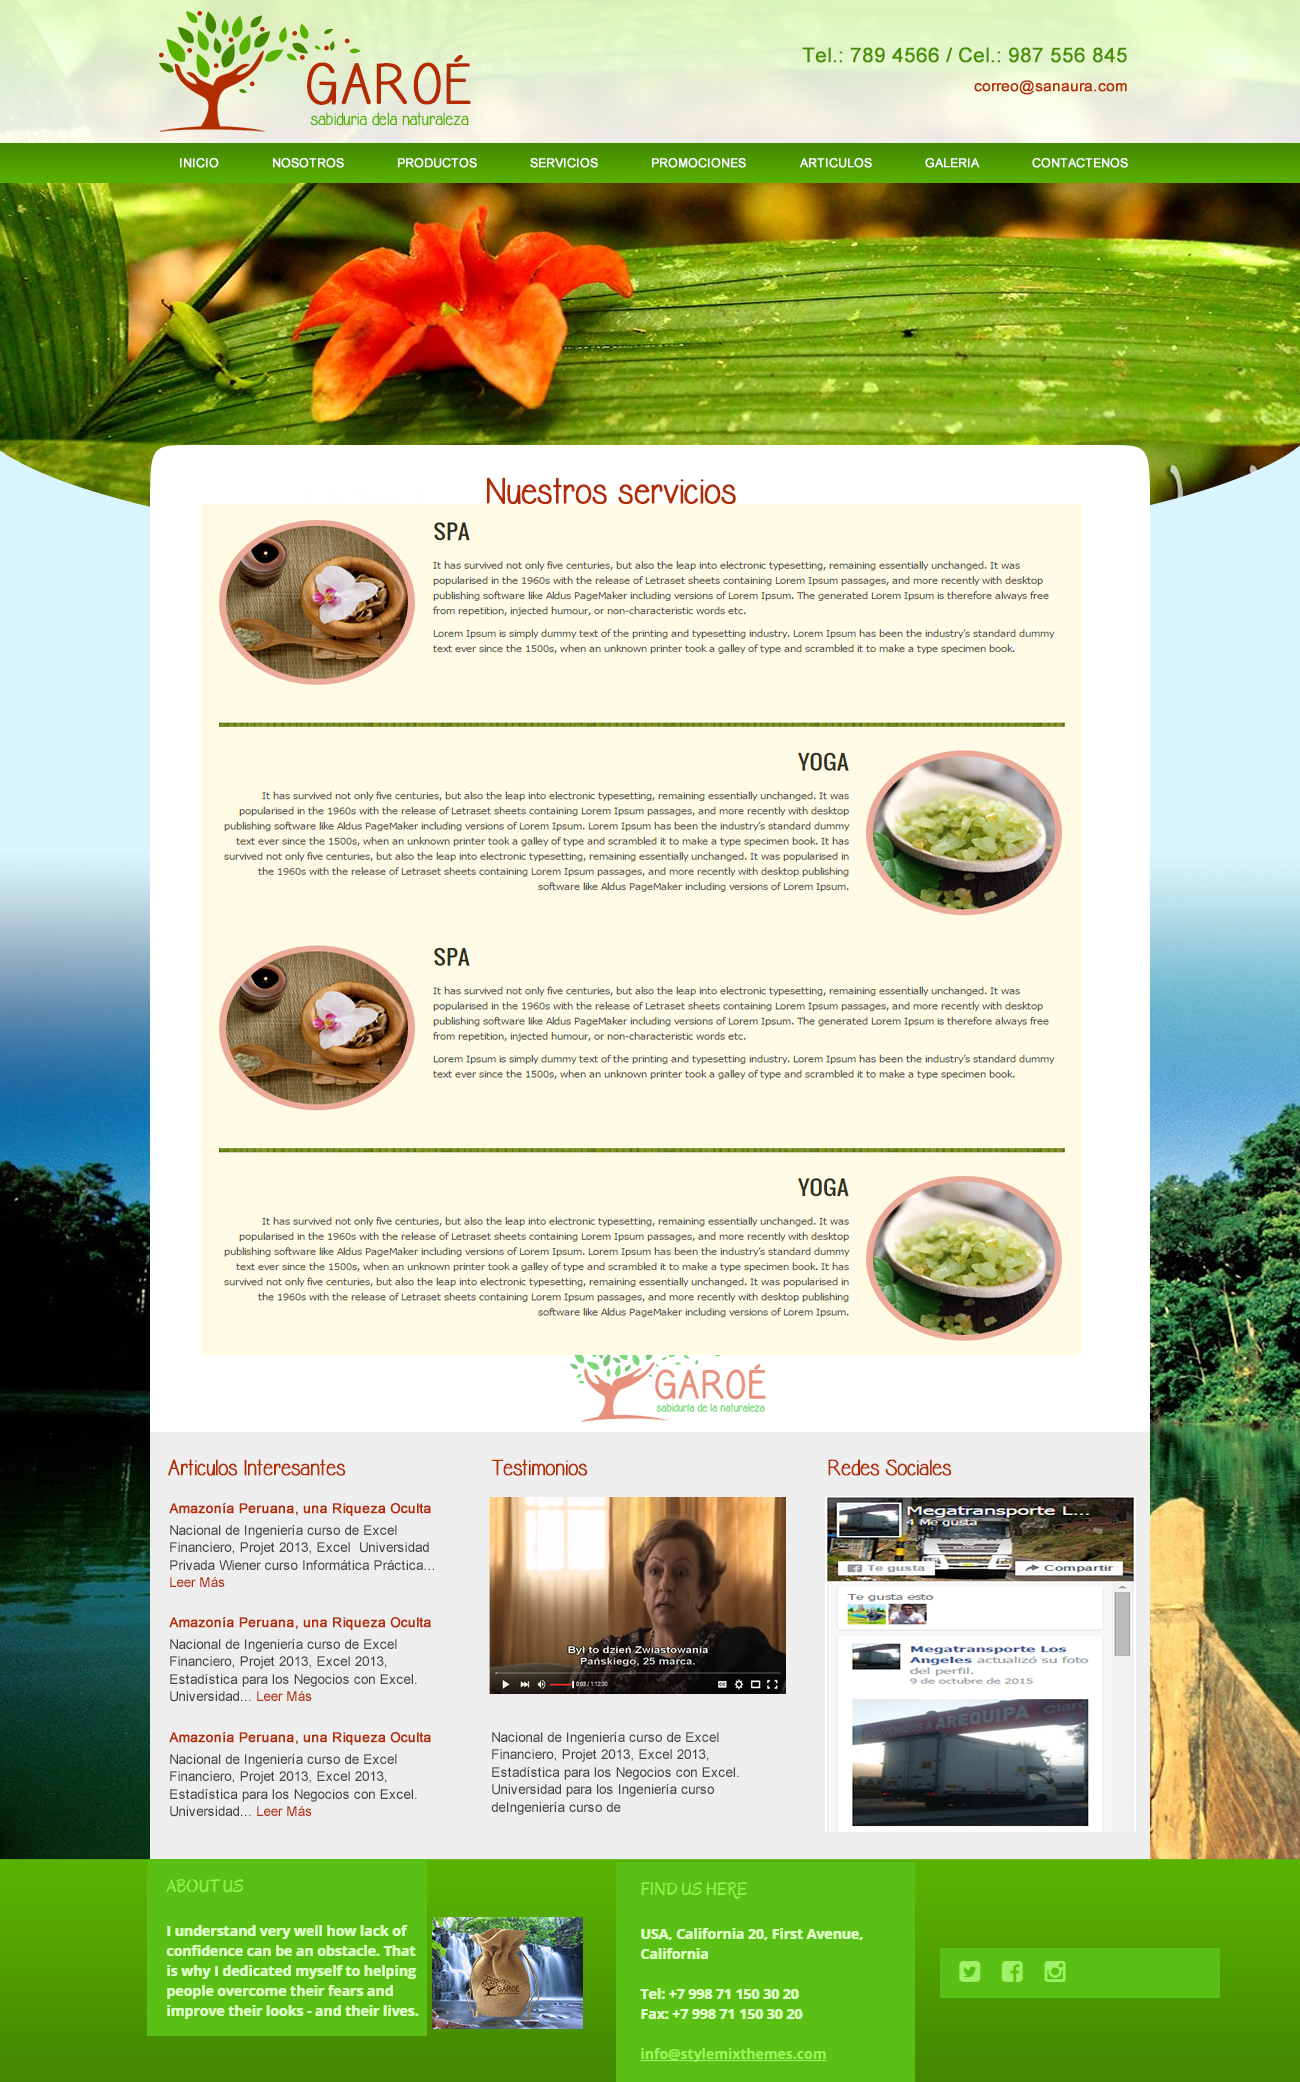 GAROÉ
sabiduria dela naturaleza
Tel.: 789 4566 / Cel.: 987 556 845
correo@sanaura.com
INICIO NOSOTROS PRODUCTOS SERVICIOS PROMOCIONES ARTICULOS GALERIA CONTACTENOS
Nuestros servicios
SPA
It has survived not only five centuries, but also the leap into electronic typesetting, remaining essentially unchanged. It was
popularised in the 1960s with the release of Letraset sheets containing Lorem Ipsum passages, and more recently with desktop
publishing software like Aldus PageMaker including versions of Lorem Ipsum. The generated Lorem Ipsum is therefore always free
from repetition, injected humour, or non-characteristic words etc.
Lorem Ipsum is simply dummy text of the printing and typesetting industry. Lorem Ipsum has been the industry's standard dummy
text ever since the 1500s, when an unknown printer took a galley of type and scrambled it to make a type specimen book.
YOGA
It has survived not only five centuries, but also the leap into electronic typesetting, remaining essentially unchanged. It was
popularised in the 1960s with the release of Letraset sheets containing Lorem Ipsum passages, and more recently with desktop
publishing software like Aldus PageMaker including versions of Lorem Ipsum. Lorem Ipsum has been the industry's standard dummy
text ever since the 1500s, when an unknown printer took a galley of type and scrambled it to make a type specimen book. It has
survived not only five centuries, but also the leap into electronic typesetting, remaining essentially unchanged. It was popularised in
the 1960s with the release of Letraset sheets containing Lorem Ipsum passages, and more recently with desktop publishing
software like Aldus PageMaker including versions of Lorem Ipsum.
SPA
It has survived not only five centuries, but also the leap into electronic typesetting, remaining essentially unchanged. It was
popularised in the 1960s with the release of Letraset sheets containing Lorem Ipsum passages, and more recently with desktop
publishing software like Aldus PageMaker including versions of Lorem Ipsum. The generated Lorem Ipsum is therefore always free
from repetition, injected humour, or non-characteristic words etc.
Lorem Ipsum is simply dummy text of the printing and typesetting industry. Lorem Ipsum has been the industry's standard dummy
text ever since the 1500s, when an unknown printer took a galley of type and scrambled it to make a type specimen book.
YOGA
It has survived not only five centuries, but also the leap into electronic typesetting, remaining essentially unchanged. It was
popularised in the 1960s with the release of Letraset sheets containing Lorem Ipsum passages, and more recently with desktop
publishing software like Aldus PageMaker including versions of Lorem Ipsum. Lorem Ipsum has been the industry's standard dummy
text ever since the 1500s, when an unknown printer took a galley of type and scrambled it to make a type specimen book. It has
survived not only five centuries, but also the leap into electronic typesetting, remaining essentially unchanged. It was popularised in
the 1960s with the release of Letraset sheets containing Lorem Ipsum passages, and more recently with desktop publishing
software like Aldus PageMaker including versions of Lorem Ipsum.
GAROÉ
sabiduría de la naturaleza
Articulos Interesantes
Amazonía Peruana, una Riqueza Oculta
Nacional de Ingeniería curso de Excel
Financiero, Projet 2013, Excel Universidad
Privada Wiener curso Informática Práctica...
Leer Más
Amazonía Peruana, una Riqueza Oculta
Nacional de Ingeniería curso de Excel
Financiero, Projet 2013, Excel 2013,
Estadística para los Negocios con Excel.
Universidad... Leer Más
Amazonía Peruana, una Riqueza Oculta
Nacional de Ingeniería curso de Excel
Financiero, Projet 2013, Excel 2013,
Estadística para los Negocios con Excel.
Universidad... Leer Más
Testimonios
Był to dzień Zwiastowania
Pańskiego, 25 marca.
0:03 / 1:12:30
Nacional de Ingeniería curso de Excel
Financiero, Projet 2013, Excel 2013,
Estadística para los Negocios con Excel.
Universidad para los Ingeniería curso
deIngeniería curso de
Redes Sociales
Megatransporte L...
4 Me gusta
Te gusta
Compartir
Te gusta esto
Megatransporte Los
Angeles actualizó su foto
del perfil.
9 de octubre de 2015
BIENVENIDOS A AREQUIPA Claro
ABOUT US
I understand very well how lack of
confidence can be an obstacle. That
is why I dedicated myself to helping
people overcome their fears and
improve their looks - and their lives.
GAROÉ
FIND US HERE
USA, California 20, First Avenue,
California
Tel: +7 998 71 150 30 20
Fax: +7 998 71 150 30 20
info@stylemixthemes.com